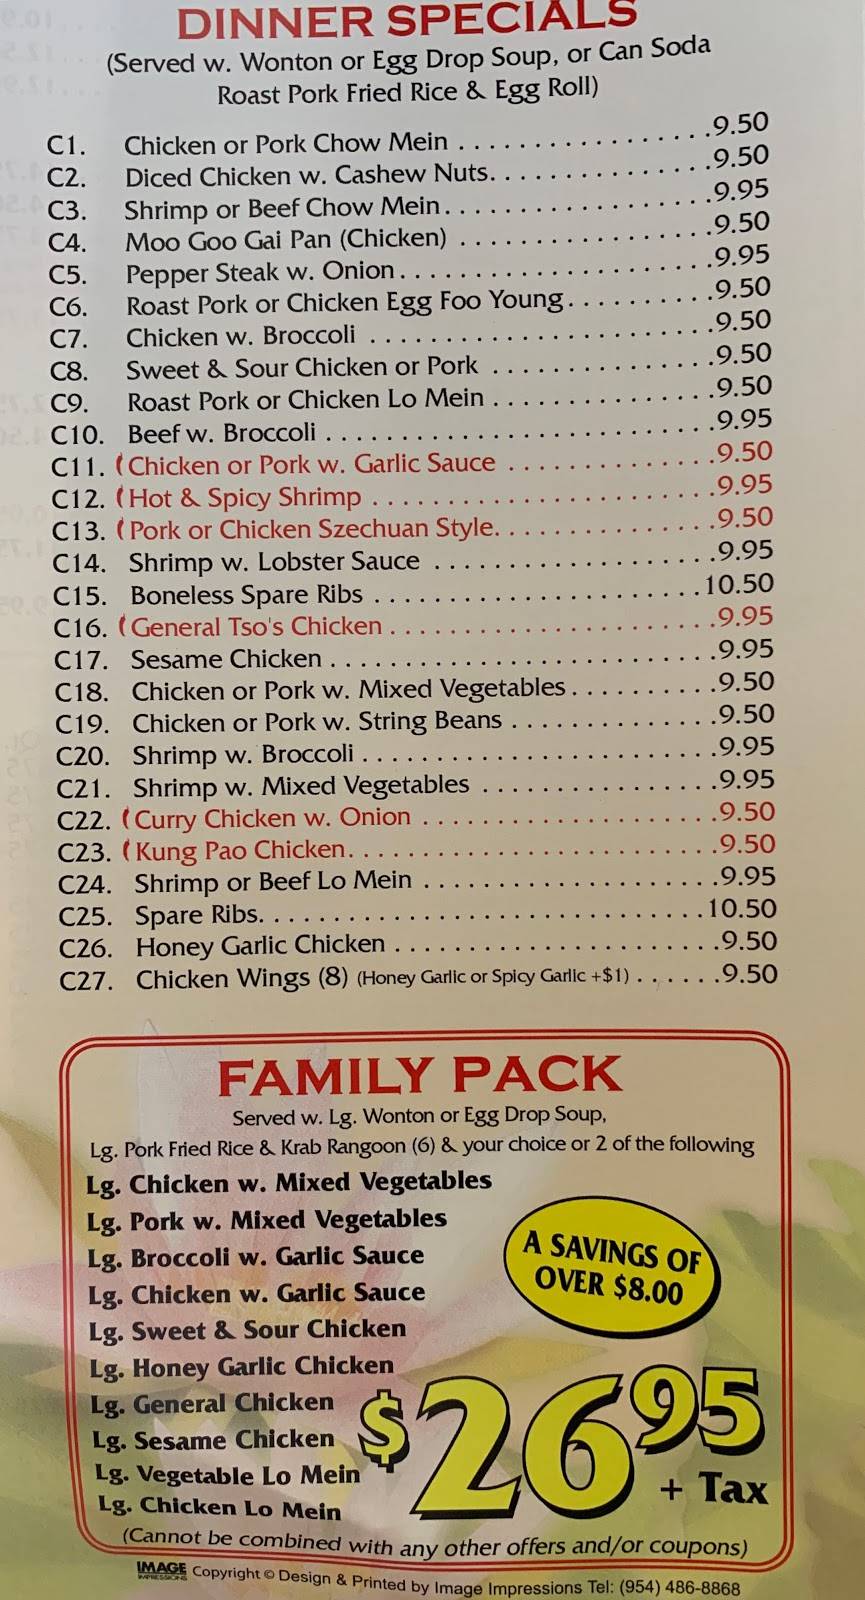 DINNER SPECIALS
(Served w. Wonton or Egg Drop Soup, or Can Soda
Roast Pork Fried Rice & Egg Roll)
C1. Chicken or Pork Chow Mein . . . . . . . . . . . . . . . . . 9.50
C2. Diced Chicken w. Cashew Nuts. . . . . . . . . . . . . . . . 9.50
C3. Shrimp or Beef Chow Mein. . . . . . . . . . . . . . . . . . . 9.95
C4. Moo Goo Gai Pan (Chicken) . . . . . . . . . . . . . . . . . 9.50
C5. Pepper Steak w. Onion. . . . . . . . . . . . . . . . . . . . . . 9.95
C6. Roast Pork or Chicken Egg Foo Young. . . . . . . . . . 9.50
C7. Chicken w. Broccoli . . . . . . . . . . . . . . . . . . . . . . . 9.50
C8. Sweet & Sour Chicken or Pork . . . . . . . . . . . . . . . 9.50
C9. Roast Pork or Chicken Lo Mein . . . . . . . . . . . . . . . 9.50
C10. Beef w. Broccoli . . . . . . . . . . . . . . . . . . . . . . . . . . 9.95
C11. Chicken or Pork w. Garlic Sauce . . . . . . . . . . . . . . 9.50
C12. Hot & Spicy Shrimp . . . . . . . . . . . . . . . . . . . . . . . 9.95
C13. Pork or Chicken Szechuan Style. . . . . . . . . . . . . . . 9.50
C14. Shrimp w. Lobster Sauce . . . . . . . . . . . . . . . . . . . 9.95
C15. Boneless Spare Ribs . . . . . . . . . . . . . . . . . . . . . . 10.50
C16. General Tso's Chicken . . . . . . . . . . . . . . . . . . . . . . 9.95
C17. Sesame Chicken . . . . . . . . . . . . . . . . . . . . . . . . . . 9.95
C18. Chicken or Pork w. Mixed Vegetables. . . . . . . . . . 9.50
C19. Chicken or Pork w. String Beans . . . . . . . . . . . . . . 9.50
C20. Shrimp w. Broccoli . . . . . . . . . . . . . . . . . . . . . . . . 9.95
C21. Shrimp w. Mixed Vegetables . . . . . . . . . . . . . . . . 9.95
C22. Curry Chicken w. Onion . . . . . . . . . . . . . . . . . . . . 9.50
C23. Kung Pao Chicken. . . . . . . . . . . . . . . . . . . . . . . . . 9.50
C24. Shrimp or Beef Lo Mein . . . . . . . . . . . . . . . . . . . . 9.95
C25. Spare Ribs. . . . . . . . . . . . . . . . . . . . . . . . . . . . . . 10.50
C26. Honey Garlic Chicken . . . . . . . . . . . . . . . . . . . . . . 9.50
C27. Chicken Wings (8) (Honey Garlic or Spicy Garlic +$1) . . . . . . 9.50
FAMILY PACK
Served w. Lg. Wonton or Egg Drop Soup,
Lg. Pork Fried Rice & Krab Rangoon (6) & your choice or 2 of the following
Lg. Chicken w. Mixed Vegetables
Lg. Pork w. Mixed Vegetables
Lg. Broccoli w. Garlic Sauce
Lg. Chicken w. Garlic Sauce
Lg. Sweet & Sour Chicken
Lg. Honey Garlic Chicken
Lg. General Chicken
Lg. Sesame Chicken
Lg. Vegetable Lo Mein
Lg. Chicken Lo Mein
A SAVINGS OF
OVER $8.00
$26.95
+ Tax
(Cannot be combined with any other offers and/or coupons)
IMAGE IMPRESSIONS Copyright © Design & Printed by Image Impressions Tel: (954) 486-8868